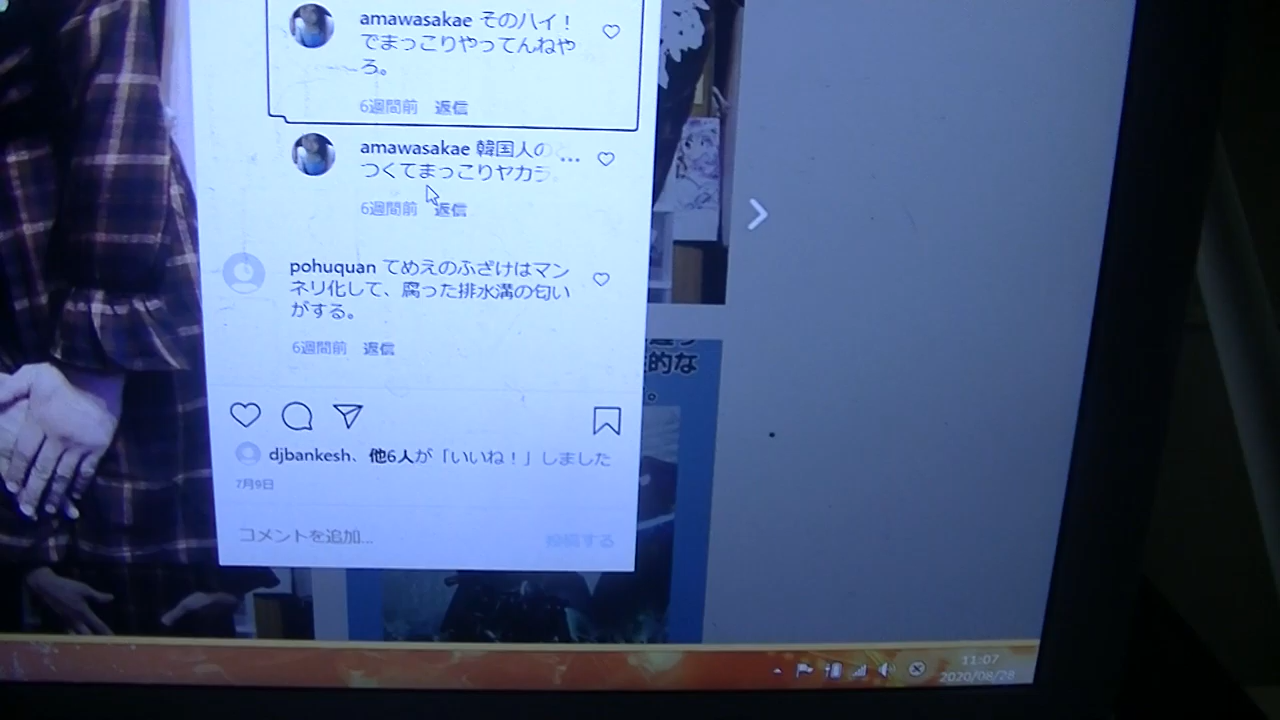 amawasakae そのハイ！
でまっこりやってんねや
ろ。
6週間前 返信
amawasakae 韓国人の
つくてまっこりヤカラ
6週間前 返信
pohuquan てめえのふざけはマン
ネリ化して、腐った排水溝の匂い
がする。
6週間前 返信
的な
。
djbankesh、他6人が「いいね！」しました
7月9日
コメントを追加...
投稿する
11:07
2020/08/28